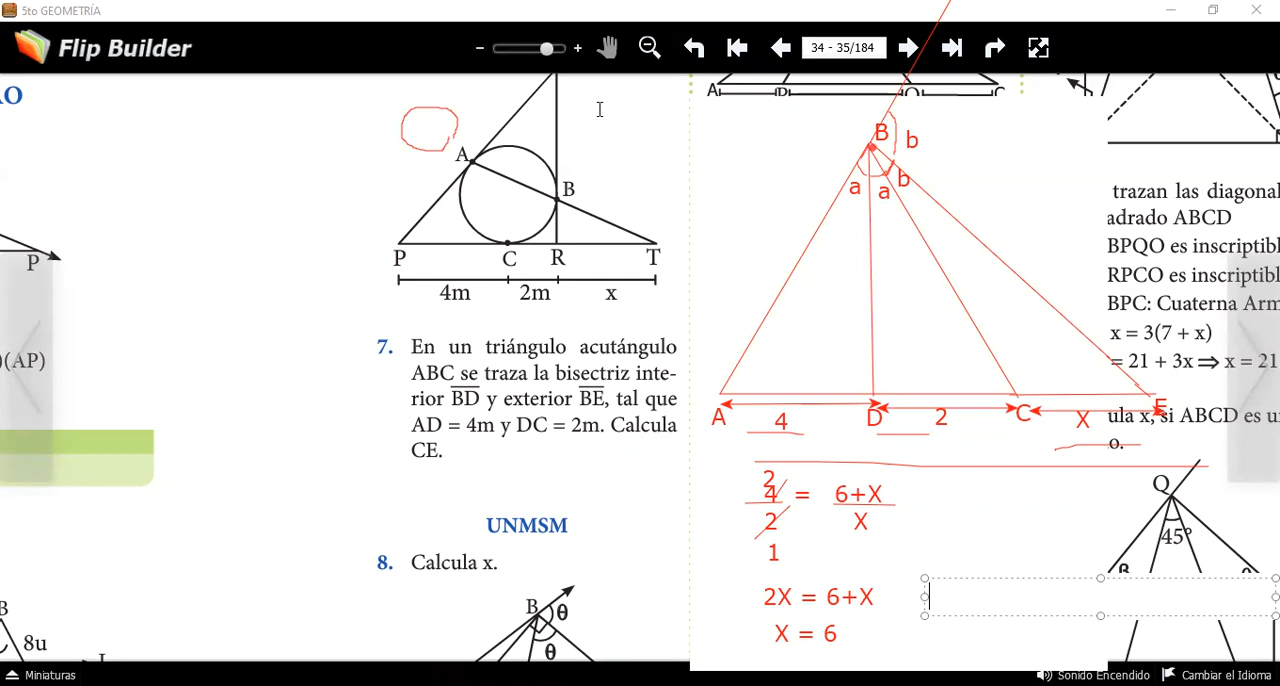 5to GEOMETRÍA
Flip Builder
34 - 35/184
P
)(AP)
B
8u
A
B
P C R T
4m 2m x
7. En un triángulo acutángulo
ABC se traza la bisectriz inte-
rior BD y exterior BE, tal que
AD = 4m y DC = 2m. Calcula
CE.
UNMSM
8. Calcula x.
B θ
θ
A P Q C
B b
a a b
A 4 D 2 C X E
2
4 = 6+X
2 X
1
2X = 6+X
X = 6
trazan las diagonal
adrado ABCD
BPQO es inscriptibl
RPCO es inscriptibl
BPC: Cuaterna Arm
x = 3(7 + x)
= 21 + 3x ⇒ x = 21
ula x, si ABCD es u
o.
Q
45°
Miniaturas
Sonido Encendido
Cambiar el Idioma